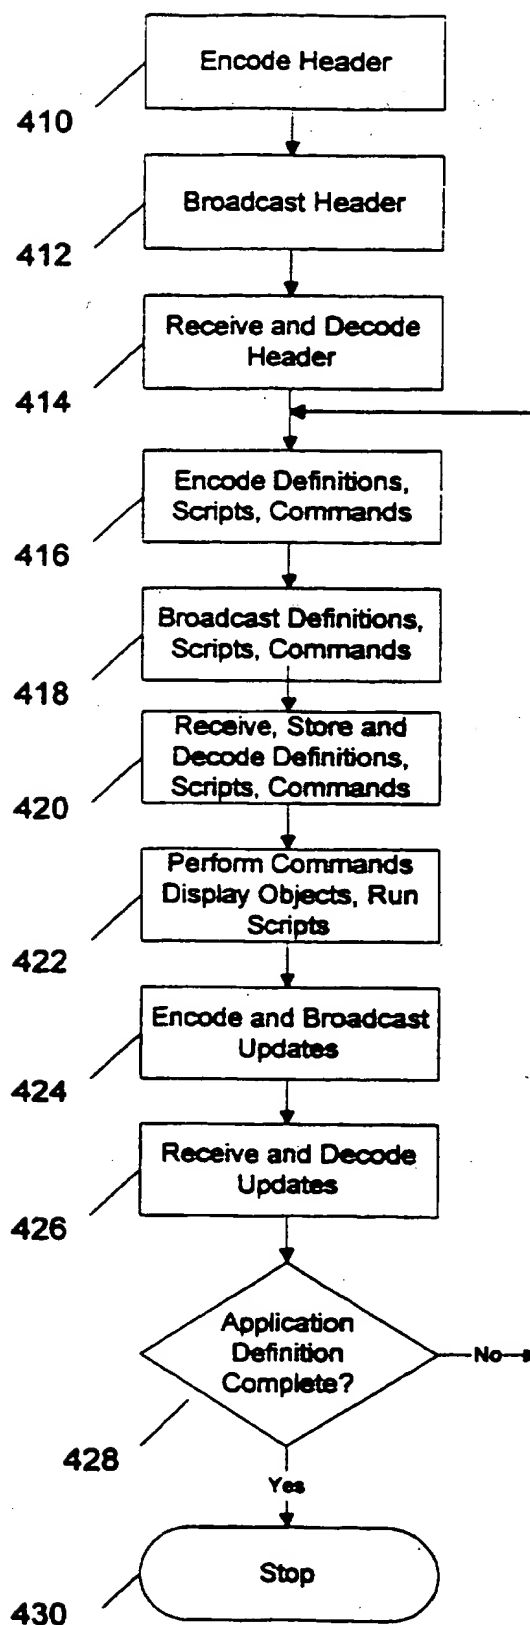 Encode Header
410
Broadcast Header
412
Receive and Decode
Header
414
Encode Definitions,
Scripts, Commands
416
Broadcast Definitions,
Scripts, Commands
418
Receive, Store and
Decode Definitions,
Scripts, Commands
420
Perform Commands
Display Objects, Run
Scripts
422
Encode and Broadcast
Updates
424
Receive and Decode
Updates
426
Application
Definition
Complete?
No
428
Yes
Stop
430